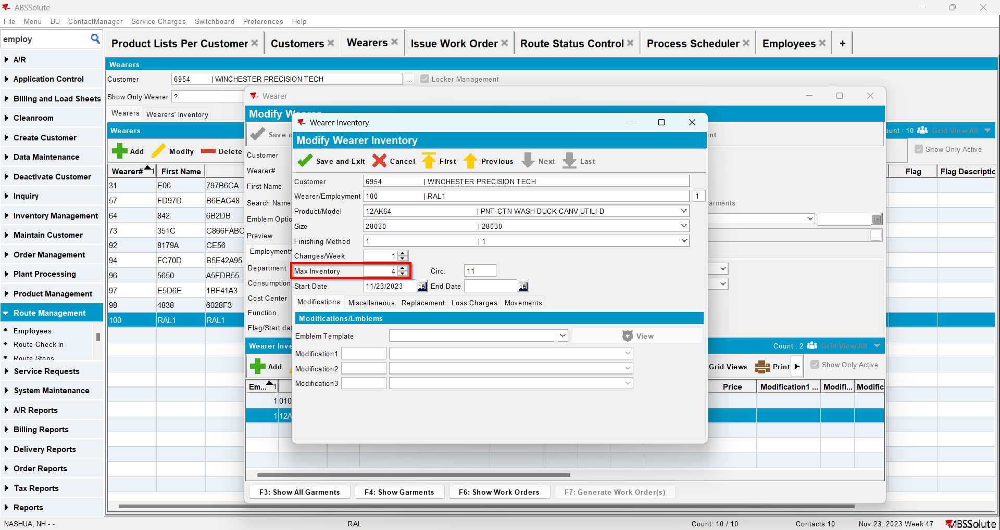 ABSSolute
File Menu BU ContactManager Service Charges Switchboard Preferences Help
employ
Product Lists Per Customer
Customers
Wearers
Issue Work Order
Route Status Control
Process Scheduler
Employees
+
A/R
Application Control
Billing and Load Sheets
Cleanroom
Create Customer
Data Maintenance
Deactivate Customer
Inquiry
Inventory Management
Maintain Customer
Order Management
Plant Processing
Product Management
Route Management
Employees
Route Check In
Route Stops
Service Requests
System Maintenance
A/R Reports
Billing Reports
Delivery Reports
Order Reports
Tax Reports
Reports
Wearers
Customer 6954 | WINCHESTER PRECISION TECH ... Locker Management
Show Only Wearer ?
Wearers Wearers' Inventory
Wearers
Add Modify Delete
Wearer# 1 First Name
31 E06 797B6CA
57 FD97D B6EAC48
64 842 6B2DB
73 351C C866FABC
92 8179A CE56
94 FC70D B5E42A95
96 5650 A5FDB55
97 E5D6E 1BF41A3
98 4838 6028F3
100 RAL1 RAL1
ount : 10 Grid View All
Show Only Active
Flag Flag Descriptio
Wearer
Modify Wearer
Save a
nt
Customer
Wearer#
First Name
Search Name
Emblem Optio
arments
16
Preview
...
Employment#
Department
Consumption
Cost Center
Function
Flag/Start dat
Wearer Inve
Count : 2 Grid View All
Add
Grid Views Print Show Only Active
Em... 1
Price Modification1 ... Modifi... Modific
1 010
1 12A
F3: Show All Garments F4: Show Garments F6: Show Work Orders F7: Generate Work Order(s)
Wearer Inventory
Modify Wearer Inventory
Save and Exit Cancel First Previous Next Last
Customer 6954 | WINCHESTER PRECISION TECH
Wearer/Employment 100 | RAL1 1
Product/Model 12AK64 | PNT-CTN WASH DUCK CANV UTILI-D
Size 28030 | 28030
Finishing Method 1 | 1
Changes/Week 1
Max Inventory 4 Circ. 11
Start Date 11/23/2023 16 End Date 16
Modifications Miscellaneous Replacement Loss Charges Movements
Modifications/Emblems
Emblem Template View
Modification1
Modification2
Modification3
NASHUA, NH - - RAL Count: 10 / 10 Contacts 10 Nov 23, 2023 Week 47 ABSSolute